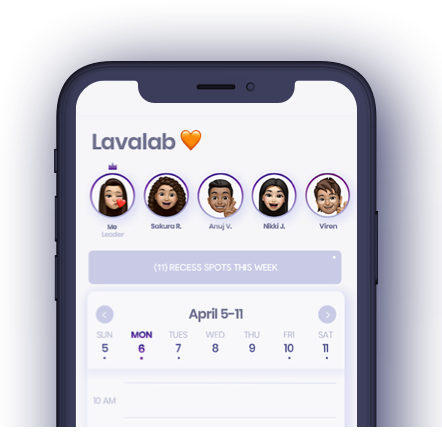 Lavalab 🧡
Me
Leader
Sakura R.
Anuj V.
Nikki J.
Viren
(11) RECESS SPOTS THIS WEEK
April 5-11
SUN MON TUES WED THU FRI SAT
5 6 7 8 9 10 11
10 AM